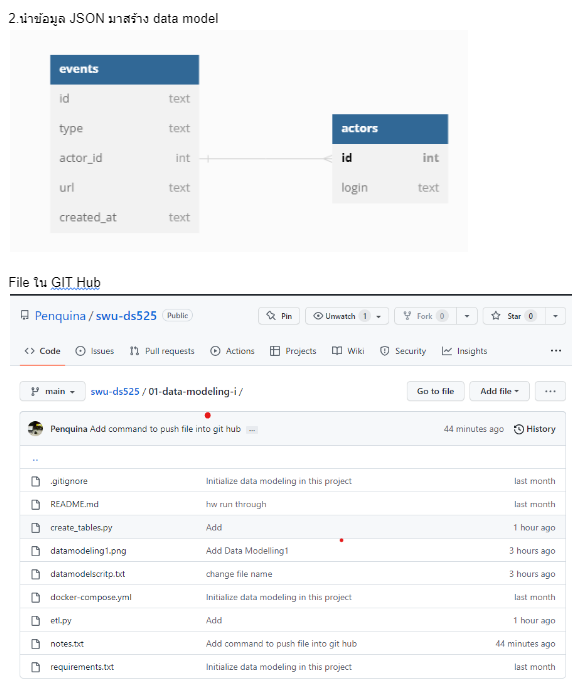 2.นำข้อมูล JSON มาสร้าง data model
events
id text
type text
actor_id int
url text
created_at text
actors
id int
login text
File ใน GIT Hub
Penquina / swu-ds525 Public
Pin Unwatch 1 Fork 0 Star 0
Code Issues Pull requests Actions Projects Wiki Security Insights ...
main swu-ds525 / 01-data-modeling-i / Go to file Add file ...
Penquina Add command to push file into git hub ... 44 minutes ago History
..
.gitignore Initialize data modeling in this project last month
README.md hw run through last month
create_tables.py Add 1 hour ago
datamodeling1.png Add Data Modelling1 3 hours ago
datamodelscritp.txt change file name 3 hours ago
docker-compose.yml Initialize data modeling in this project last month
etl.py Add 1 hour ago
notes.txt Add command to push file into git hub 44 minutes ago
requirements.txt Initialize data modeling in this project last month